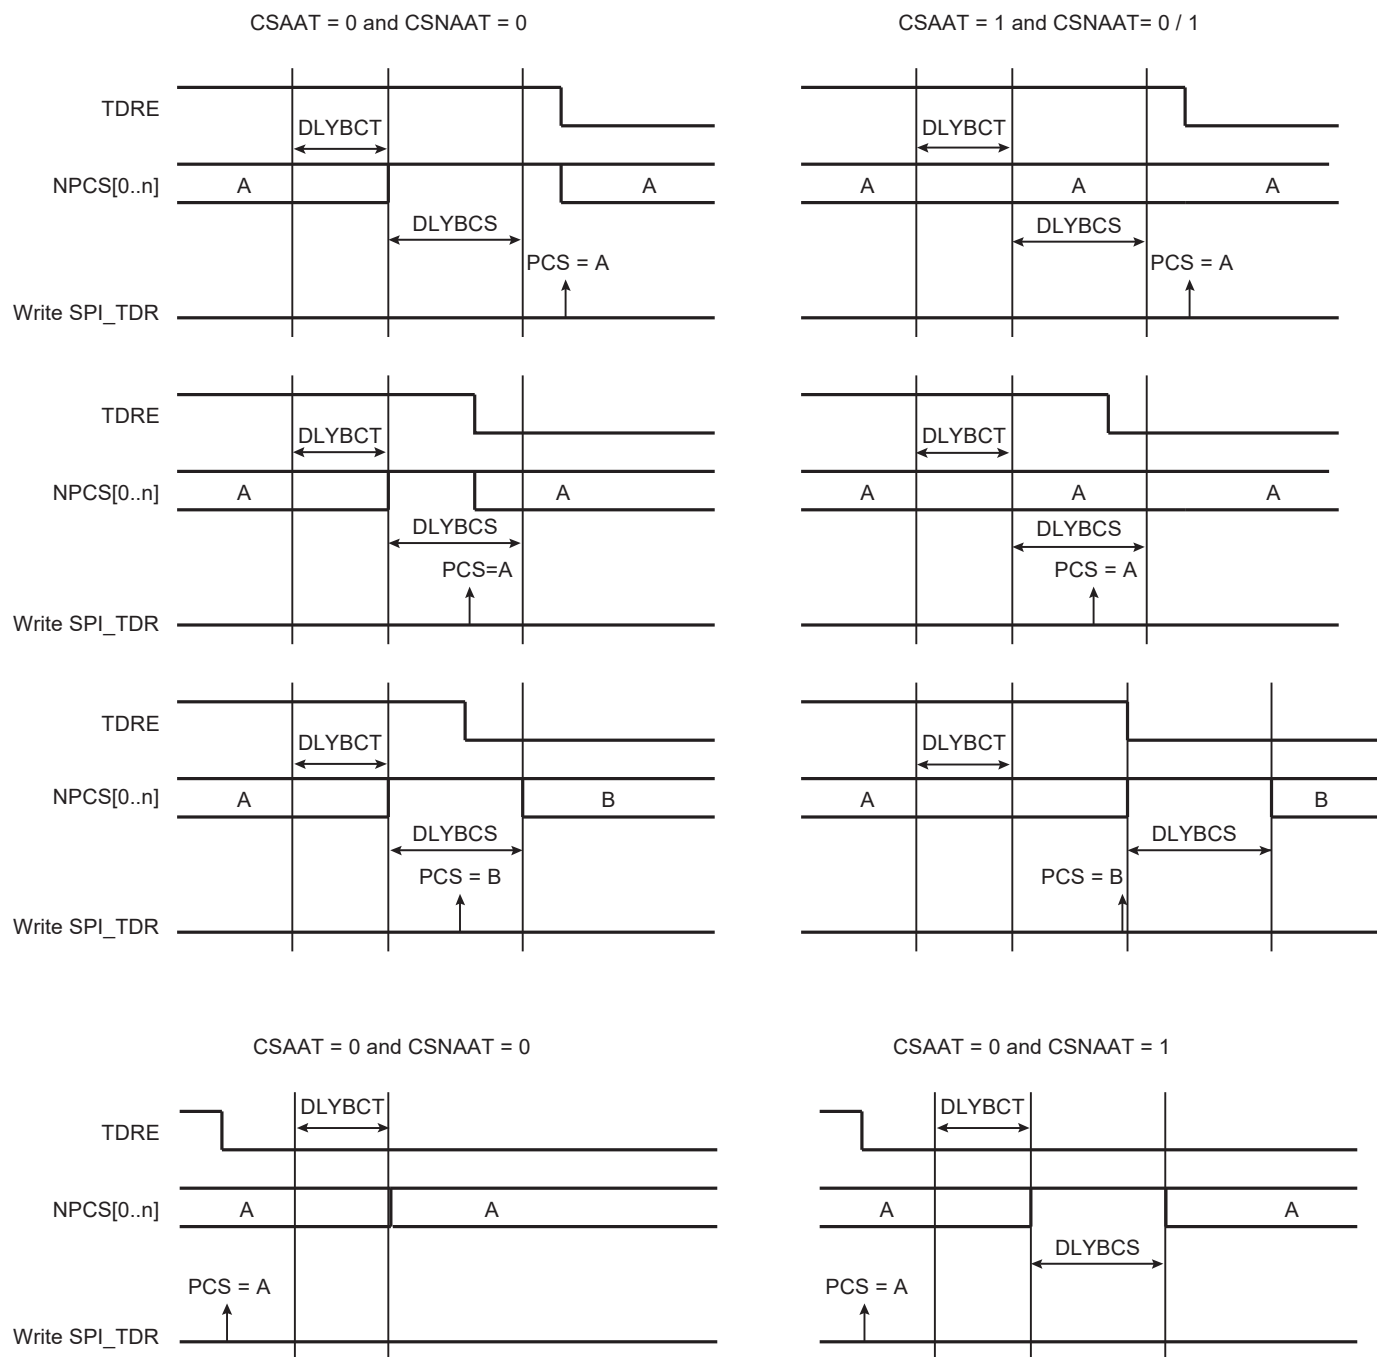 CSAAT = 0 and CSNAAT = 0
CSAAT = 1 and CSNAAT= 0 / 1
TDRE
DLYBCT
DLYBCT
NPCS[0..n]
A
A
A
A
A
DLYBCS
DLYBCS
PCS = A
PCS = A
Write SPI_TDR
TDRE
DLYBCT
DLYBCT
NPCS[0..n]
A
A
A
A
A
DLYBCS
DLYBCS
PCS=A
PCS = A
Write SPI_TDR
TDRE
DLYBCT
DLYBCT
NPCS[0..n]
A
B
A
B
DLYBCS
DLYBCS
PCS = B
PCS = B
Write SPI_TDR
CSAAT = 0 and CSNAAT = 0
CSAAT = 0 and CSNAAT = 1
DLYBCT
DLYBCT
TDRE
NPCS[0..n]
A
A
A
A
DLYBCS
PCS = A
PCS = A
Write SPI_TDR